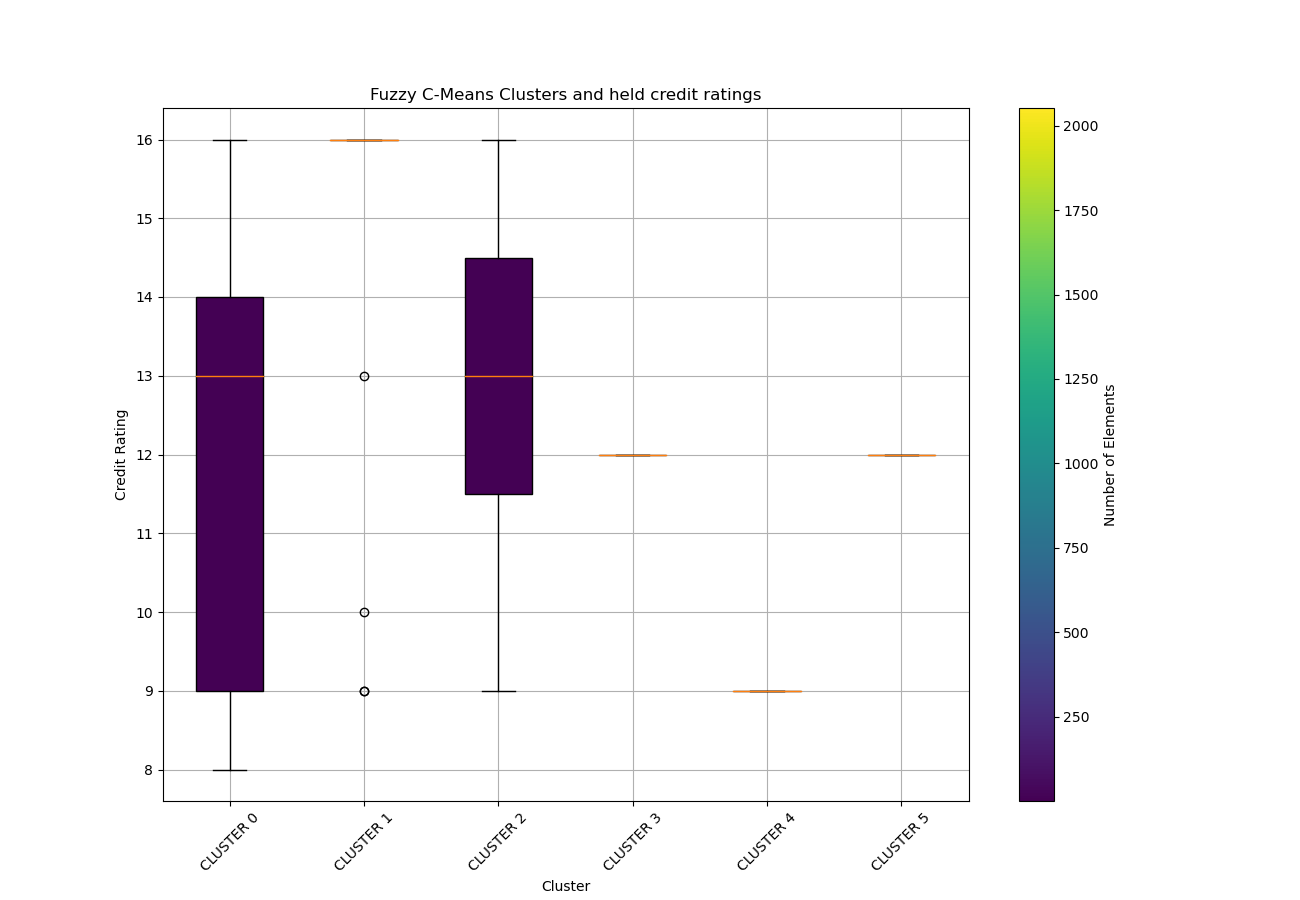 Fuzzy C-Means Clusters and held credit ratings
16
15
14
13
12
11
10
9
8
Credit Rating
CLUSTER 0
CLUSTER 1
CLUSTER 2
CLUSTER 3
CLUSTER 4
CLUSTER 5
Cluster
2000
1750
1500
1250
1000
750
500
250
Number of Elements